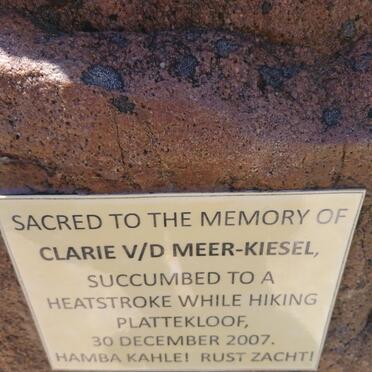 SACRED TO THE MEMORY OF
CLARIE V/D MEER-KIESEL,
SUCCUMBED TO A
HEATSTROKE WHILE HIKING
PLATTEKLOOF,
30 DECEMBER 2007.
HAMBA KAHLE! RUST ZACHT!